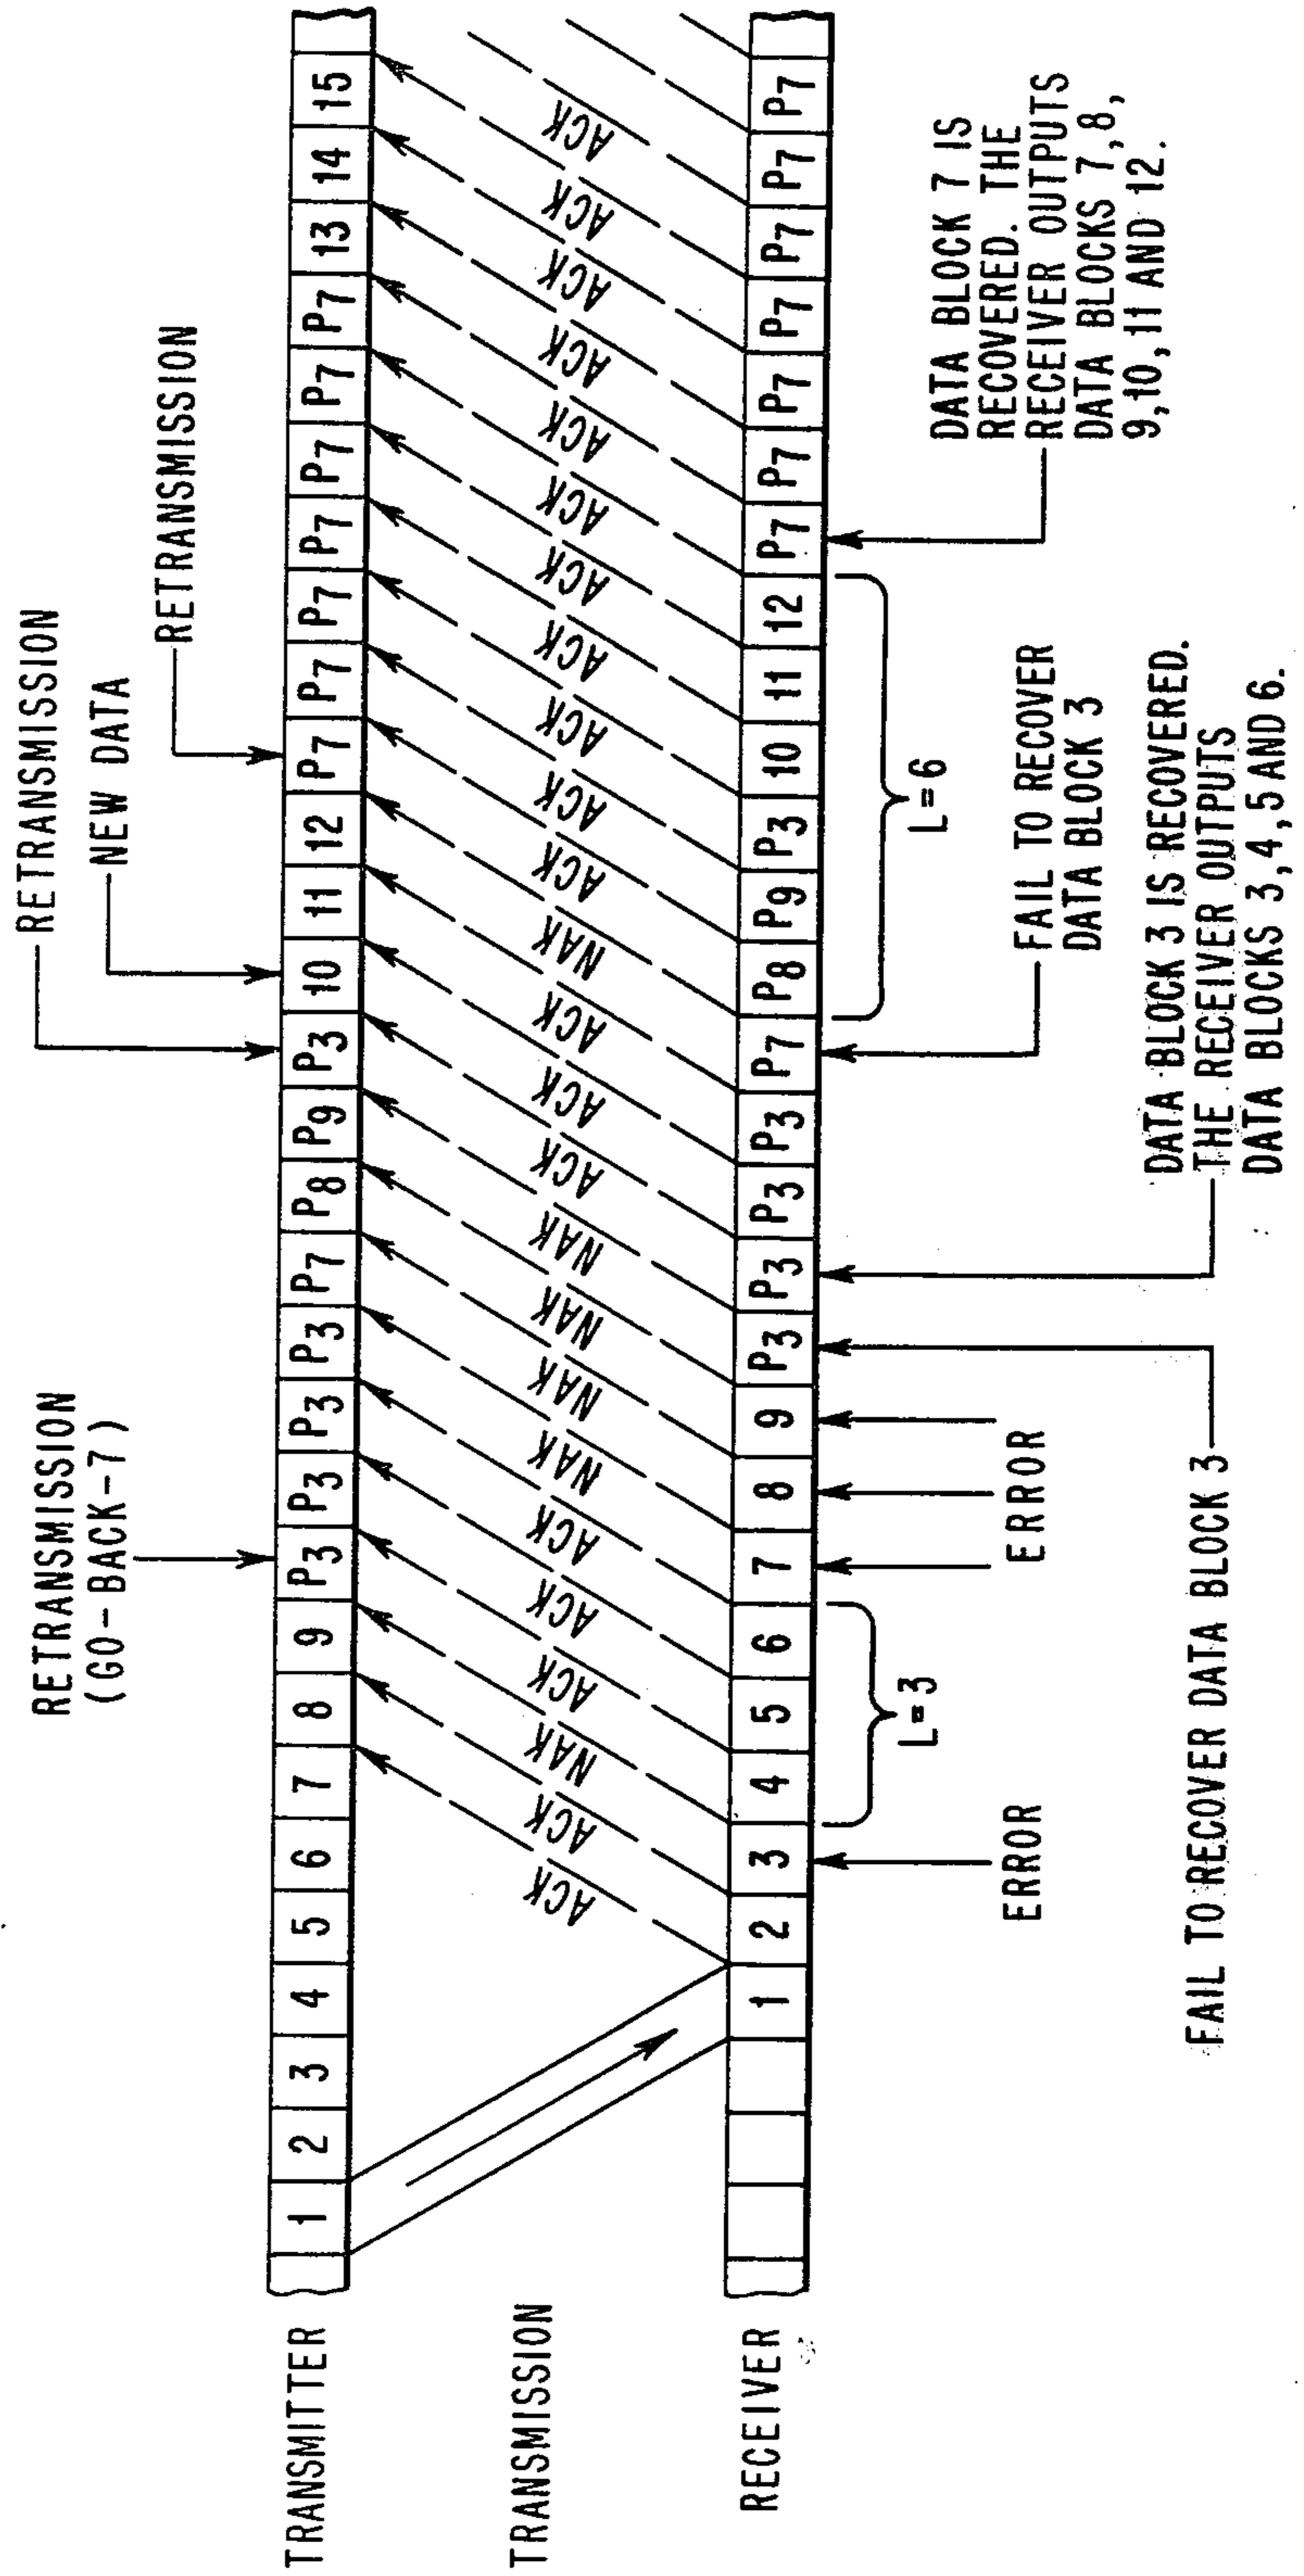 RETRANSMISSION
RETRANSMISSION
(GO-BACK-7)
NEW DATA
RETRANSMISSION
TRANSMITTER 1 2 3 4 5 6 7 8 9 P3 P3 P3 P3 P7 P8 P9 P3 10 11 12 P7 P7 P7 P7 P7 P7 P7 13 14 15
TRANSMISSION ACK ACK NAK ACK ACK ACK NAK NAK NAK NAK ACK ACK ACK NAK ACK ACK ACK ACK ACK ACK ACK ACK ACK ACK ACK
RECEIVER 1 2 3 4 5 6 7 8 9 P3 P3 P3 P3 P7 P8 P9 P3 10 11 12 P7 P7 P7 P7 P7 P7 P7
L=3
L=6
ERROR
ERROR
FAIL TO RECOVER
DATA BLOCK 3
DATA BLOCK 7 IS
RECOVERED. THE
RECEIVER OUTPUTS
DATA BLOCKS 7,8,
9,10,11 AND 12.
FAIL TO RECOVER DATA BLOCK 3
DATA BLOCK 3 IS RECOVERED.
THE RECEIVER OUTPUTS
DATA BLOCKS 3,4,5 AND 6.